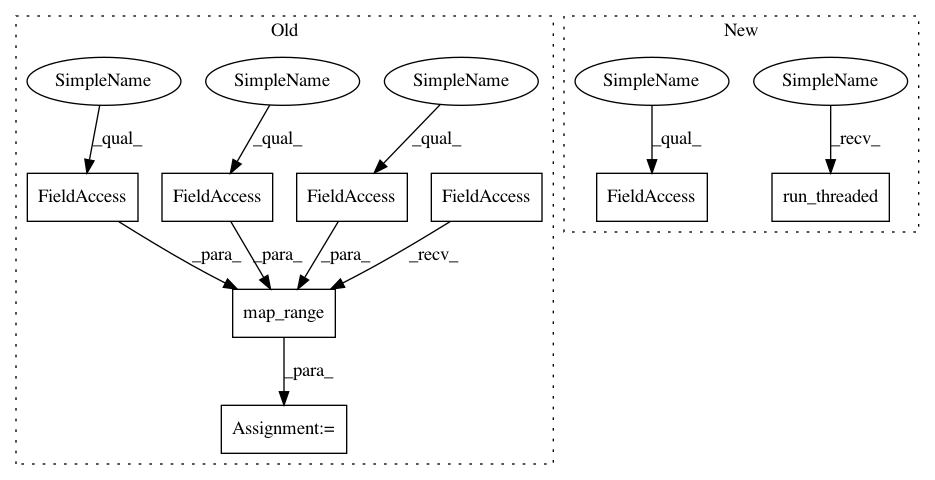 Old
New
SimpleName
SimpleName
SimpleName
SimpleName
SimpleName
_qual_
_qual_
_qual_
_qual_
_recv_
FieldAccess
FieldAccess
FieldAccess
FieldAccess
FieldAccess
run_threaded
_para_
_para_
_para_
_recv_
map_range
_para_
Assignment:=